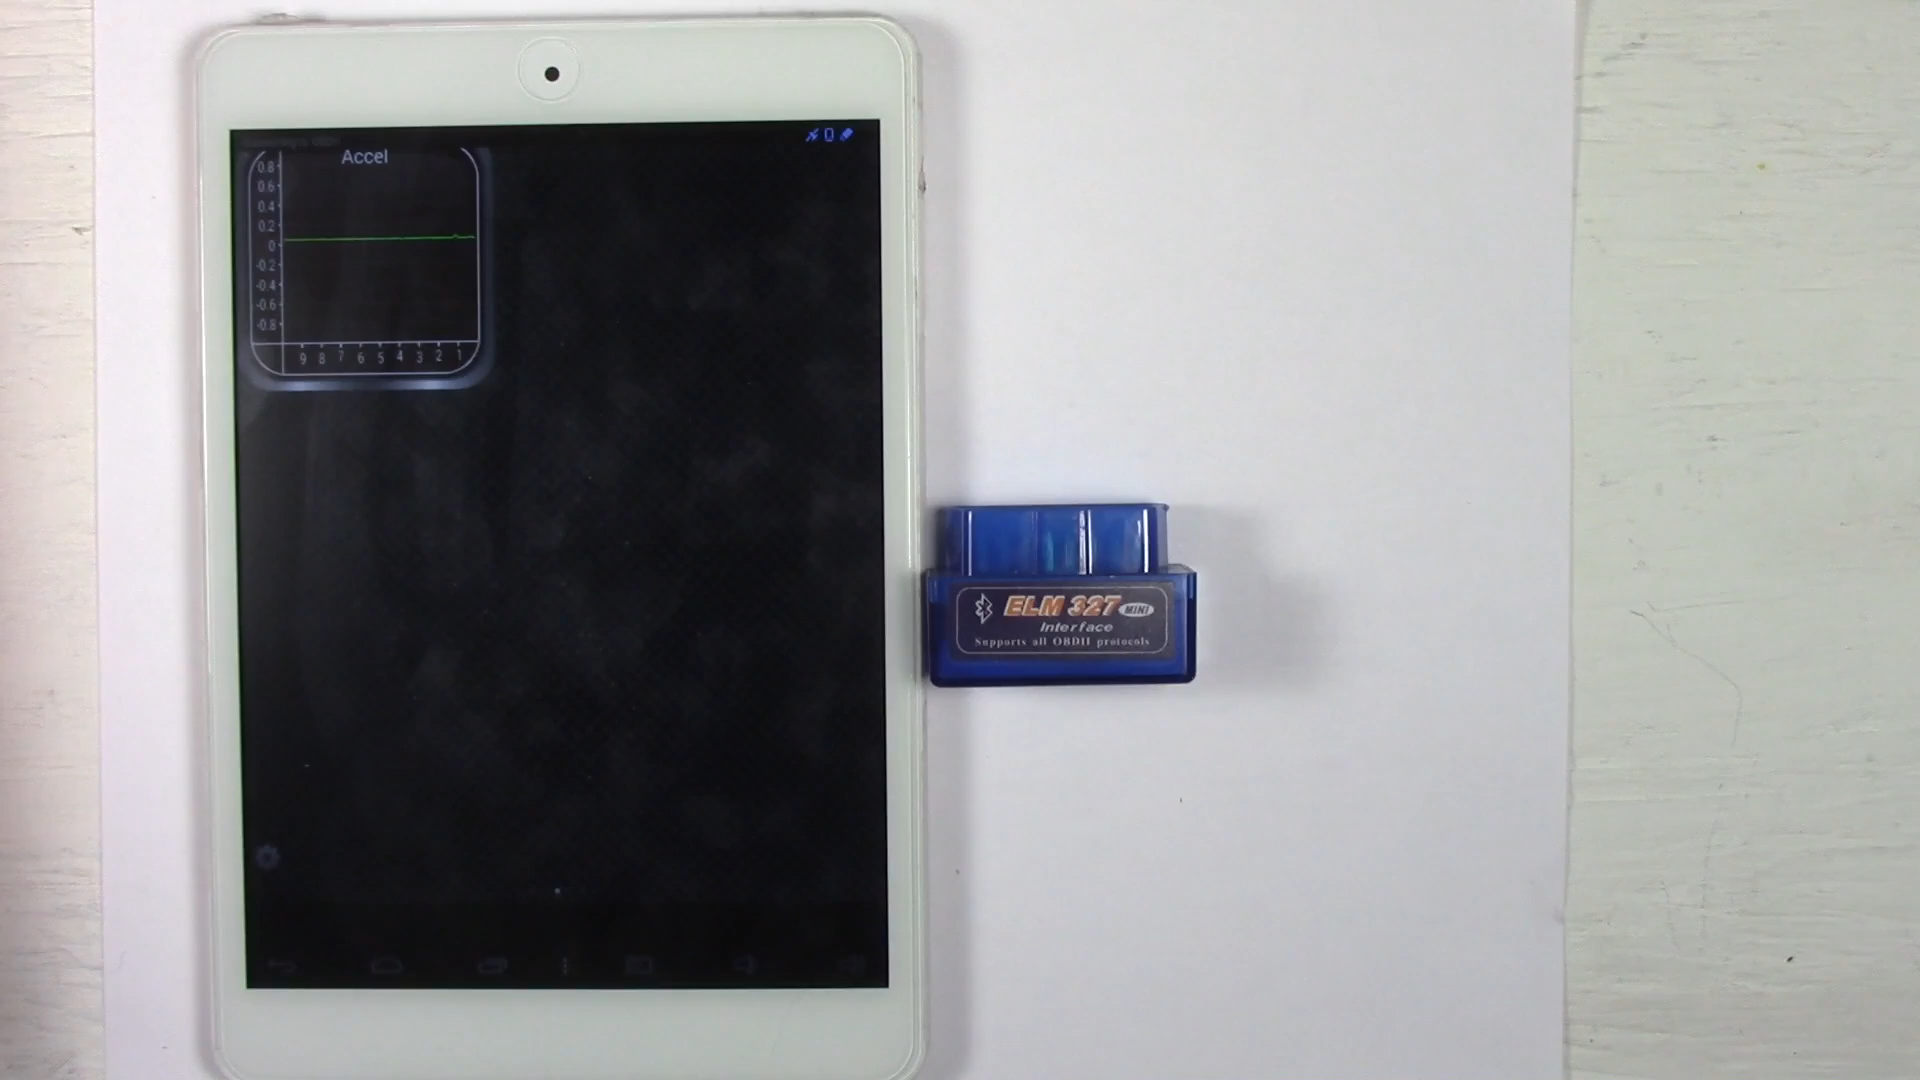 Accel
0.8
0.6
0.4
0.2
0
-0.2
-0.4
-0.6
-0.8
9 8 7 6 5 4 3 2 1
ELM 327 MINI
Interface
Supports all OBDII protocols